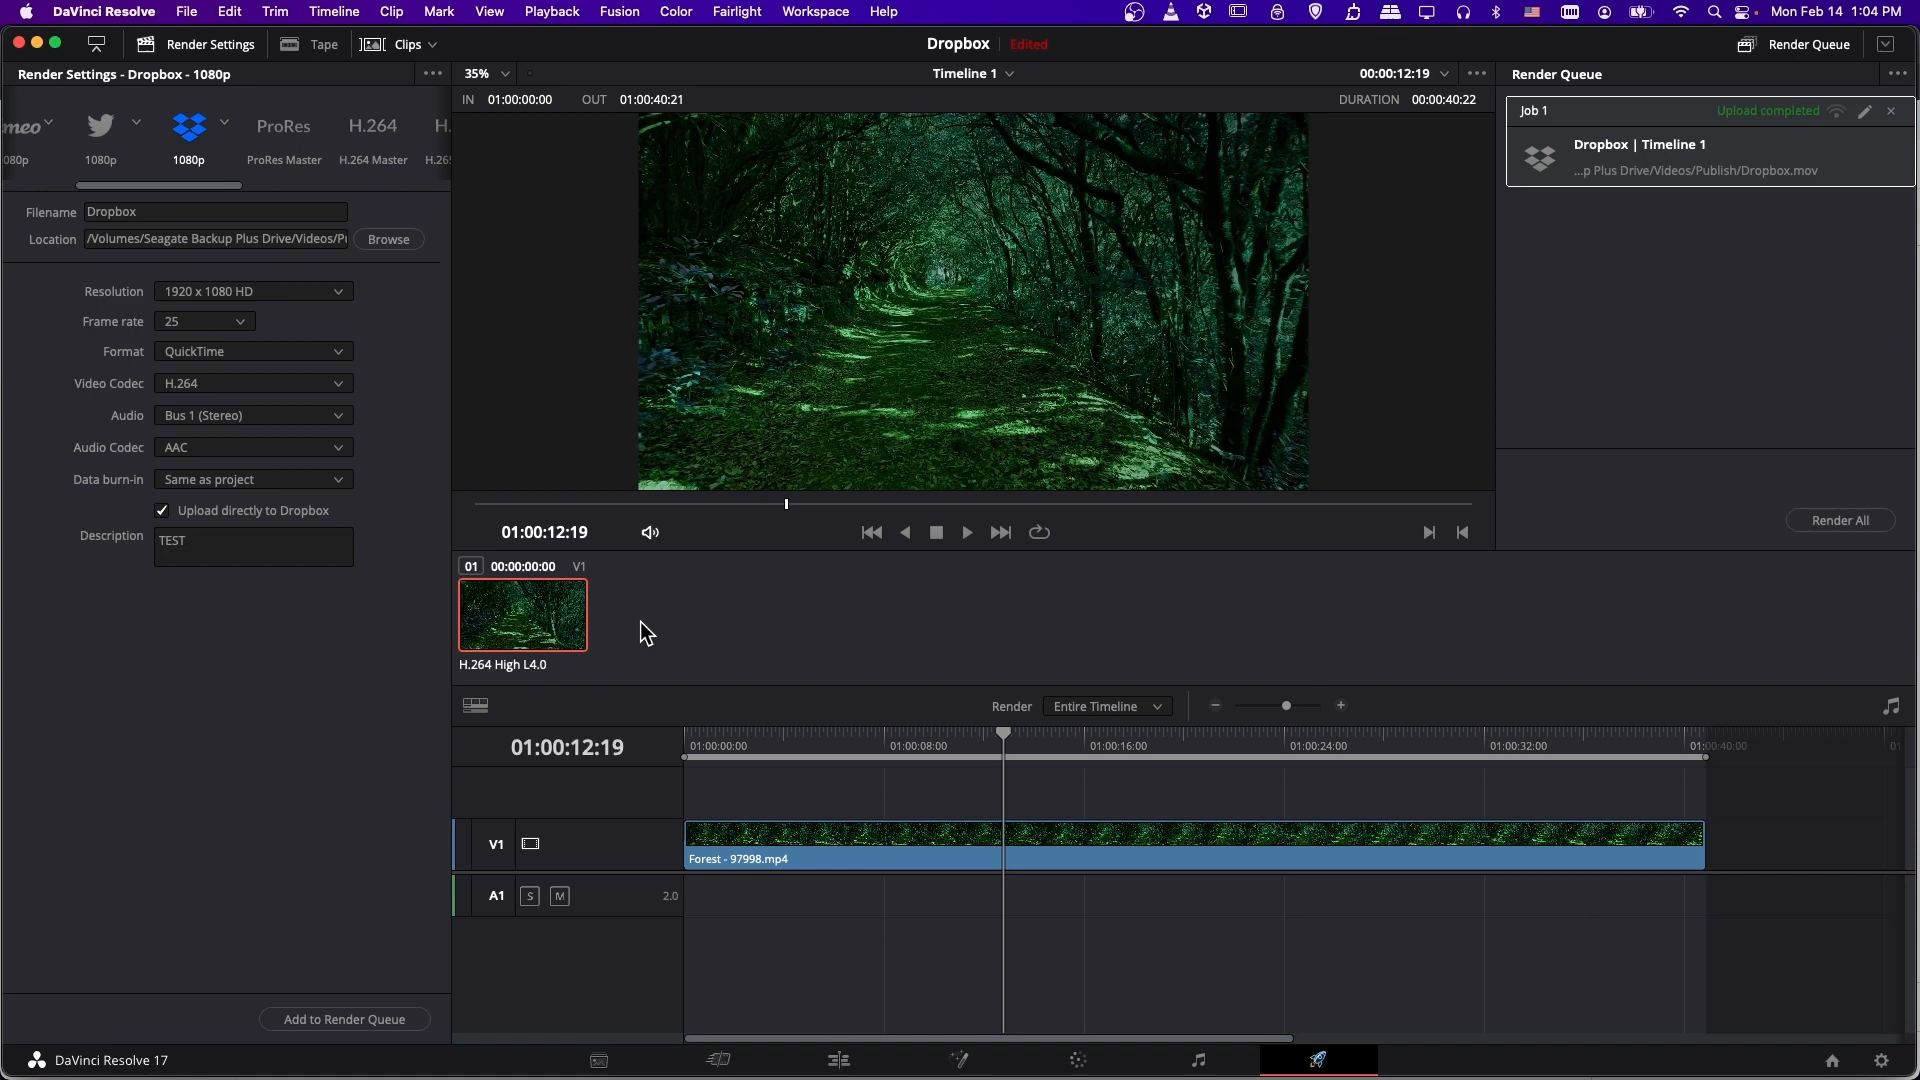 DaVinci Resolve File Edit Trim Timeline Clip Mark View Playback Fusion Color Fairlight Workspace Help Mon Feb 14 1:04 PM
Render Settings Tape Clips Dropbox Edited Render Queue
Render Settings - Dropbox - 1080p 35% Timeline 1 00:00:12:19 Render Queue
IN 01:00:00:00 OUT 01:00:40:21 DURATION 00:00:40:22
Job 1 Upload completed
Dropbox | Timeline 1
...p Plus Drive/Videos/Publish/Dropbox.mov
meo ProRes H.264 H.
080p 1080p 1080p ProRes Master H.264 Master H.26
Filename Dropbox
Location /Volumes/Seagate Backup Plus Drive/Videos/P Browse
Resolution 1920 x 1080 HD
Frame rate 25
Format QuickTime
Video Codec H.264
Audio Bus 1 (Stereo)
Audio Codec AAC
Data burn-in Same as project
Upload directly to Dropbox
Description TEST
01:00:12:19
Render All
01 00:00:00:00 V1
H.264 High L4.0
Render Entire Timeline
01:00:12:19 01:00:00:00 01:00:08:00 01:00:16:00 01:00:24:00 01:00:32:00 01:00:40:00 01
V1
Forest - 97998.mp4
A1 S M 2.0
Add to Render Queue
DaVinci Resolve 17